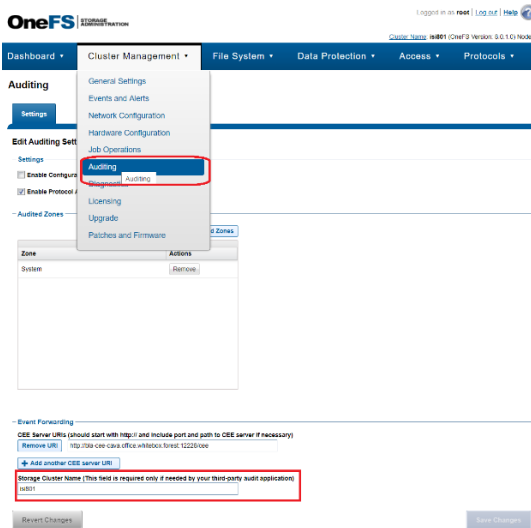 OneFS STORAGE ADMINISTRATION
Logged in as root | Log out | Help
Cluster Name: isi801 (OneFS Version: 8.0.1.0) Node
Dashboard
Cluster Management
File System
Data Protection
Access
Protocols
Auditing
General Settings
Events and Alerts
Network Configuration
Hardware Configuration
Job Operations
Auditing
Diagnostics
Auditing
Licensing
Upgrade
Patches and Firmware
Settings
Edit Auditing Sett
Settings
Enable Configura
Enable Protocol A
Audited Zones
d Zones
Zone
Actions
System
Remove
Event Forwarding
CEE Server URIs (should start with http:// and include port and path to CEE server if necessary)
Remove URI
http://bla-cee-cava.office.whitebox.forest:12228/cee
+ Add another CEE server URI
Storage Cluster Name (This field is required only if needed by your third-party audit application)
isi801
Revert Changes
Save Changes